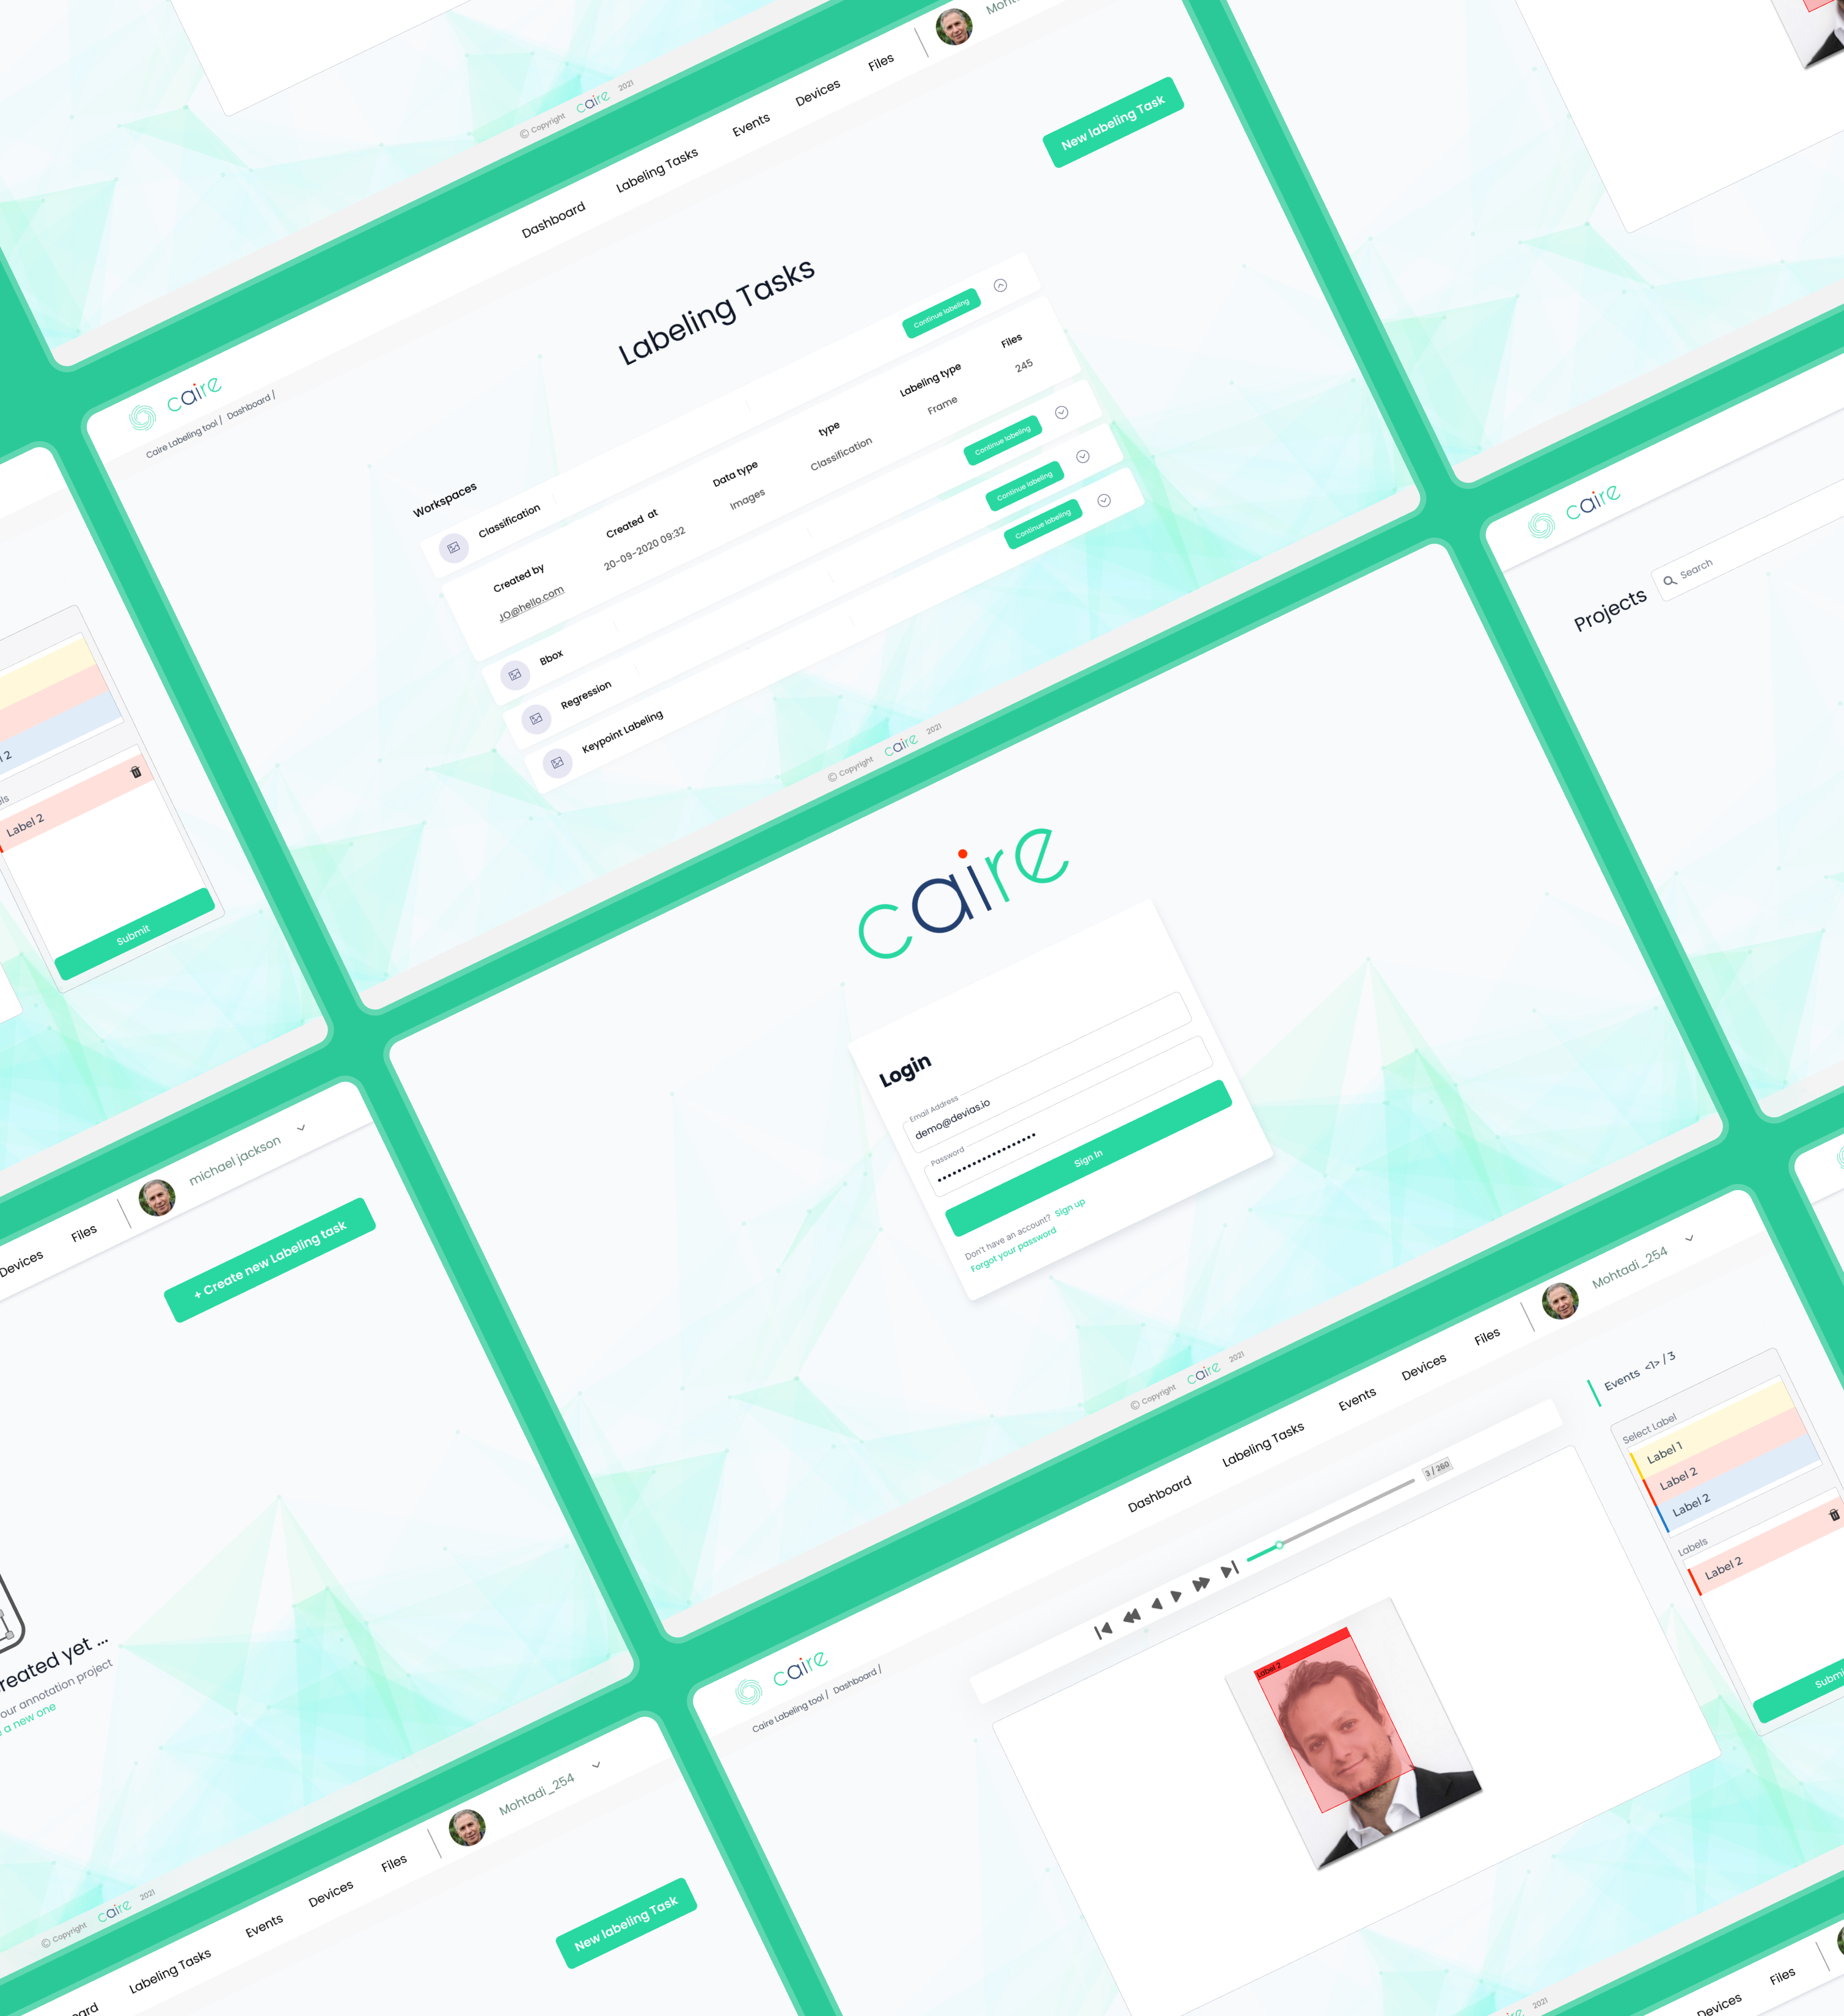 © Copyright caire 2021
Dashboard
Labeling Tasks
Events
Devices
Files
New labeling Task
caire
Caire Labeling tool / Dashboard /
Labeling Tasks
Workspaces
Classification
Continue labeling
Created by
Created at
Data type
type
Labeling type
Files
JO@hello.com
20-09-2020 09:32
Images
Classification
Frame
245
Bbox
Continue labeling
Regression
Continue labeling
Keypoint Labeling
Continue labeling
© Copyright caire 2021
caire
Projects
Search
Label 2
Submit
caire
Login
Email Address
demo@devias.io
Password
Sign In
Don't have an account? Sign up
Forgot your password
© Copyright caire 2021
Devices
Files
michael jackson
+ Create new Labeling task
our annotation project
a new one
© Copyright caire 2021
caire
Caire Labeling tool / Dashboard /
Dashboard
Labeling Tasks
Events
Devices
Files
Mohtadi_254
3 / 260
Events <1> / 3
Select Label
Label 1
Label 2
Label 2
Labels
Label 2
Label 2
Labeling Tasks
Events
Devices
Files
Mohtadi_254
New labeling Task
Devices
Files
2021